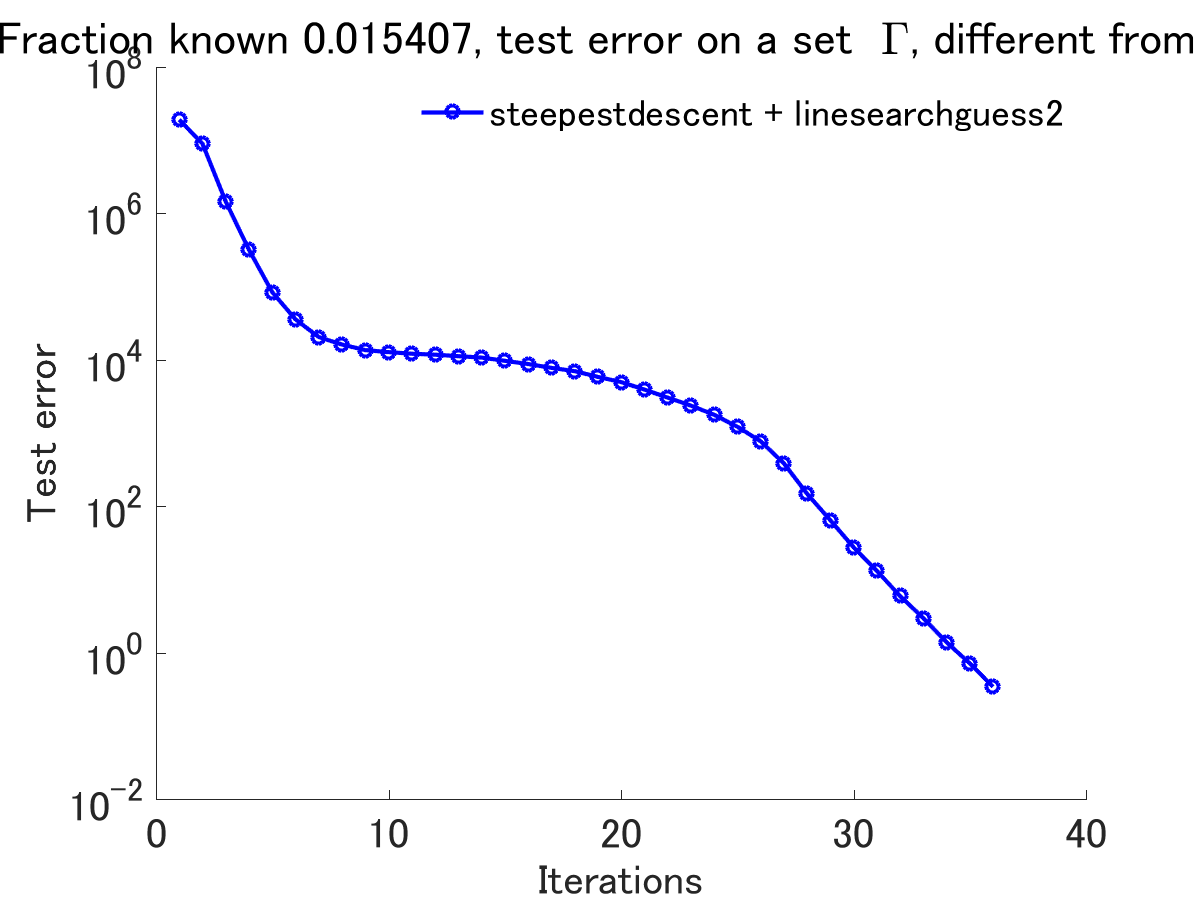 Fraction known 0.015407, test error on a set Γ, different from
steepestdescent + linesearchguess2
10^8
10^6
10^4
10^2
10^0
10^-2
Test error
0 10 20 30 40
Iterations